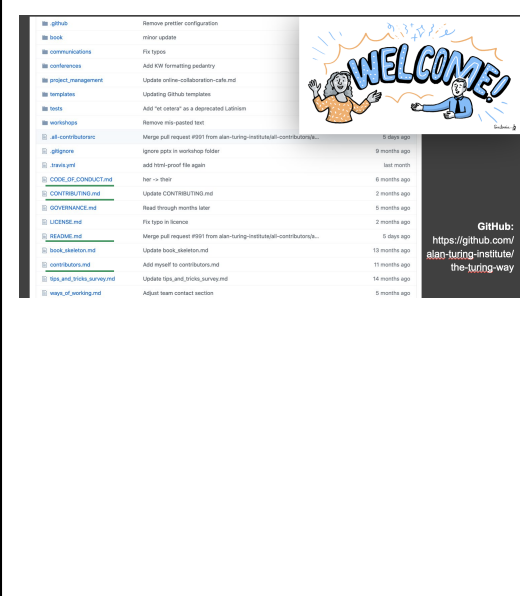 .github Remove prettier configuration
book minor update
communications Fix typos
conferences Add KW formatting pedantry
project_management Update online-collaboration-cafe.md
templates Updating Github templates
tests Add "et cetera" as a deprecated Latinism
workshops Remove mis-posted text
.all-contributorsrc Merge pull request #991 from alan-turing-institute/all-contributors/a... 5 days ago
.gitignore ignore pptx in workshop folder 9 months ago
.travis.yml add html-proof file again last month
CODE_OF_CONDUCT.md her -> their 6 months ago
CONTRIBUTING.md Update CONTRIBUTING.md 2 months ago
GOVERNANCE.md Read through months later 5 months ago
LICENSE.md Fix typo in licence 2 months ago
README.md Merge pull request #991 from alan-turing-institute/all-contributors/a... 5 days ago
book_skeleton.md Update book_skeleton.md 13 months ago
contributors.md Add myself to contributors.md 11 months ago
tips_and_tricks_survey.md Update tips_and_tricks_survey.md 14 months ago
ways_of_working.md Adjust team contact section 5 months ago
WELCOME!
GitHub:
https://github.com/
alan-turing-institute/
the-turing-way